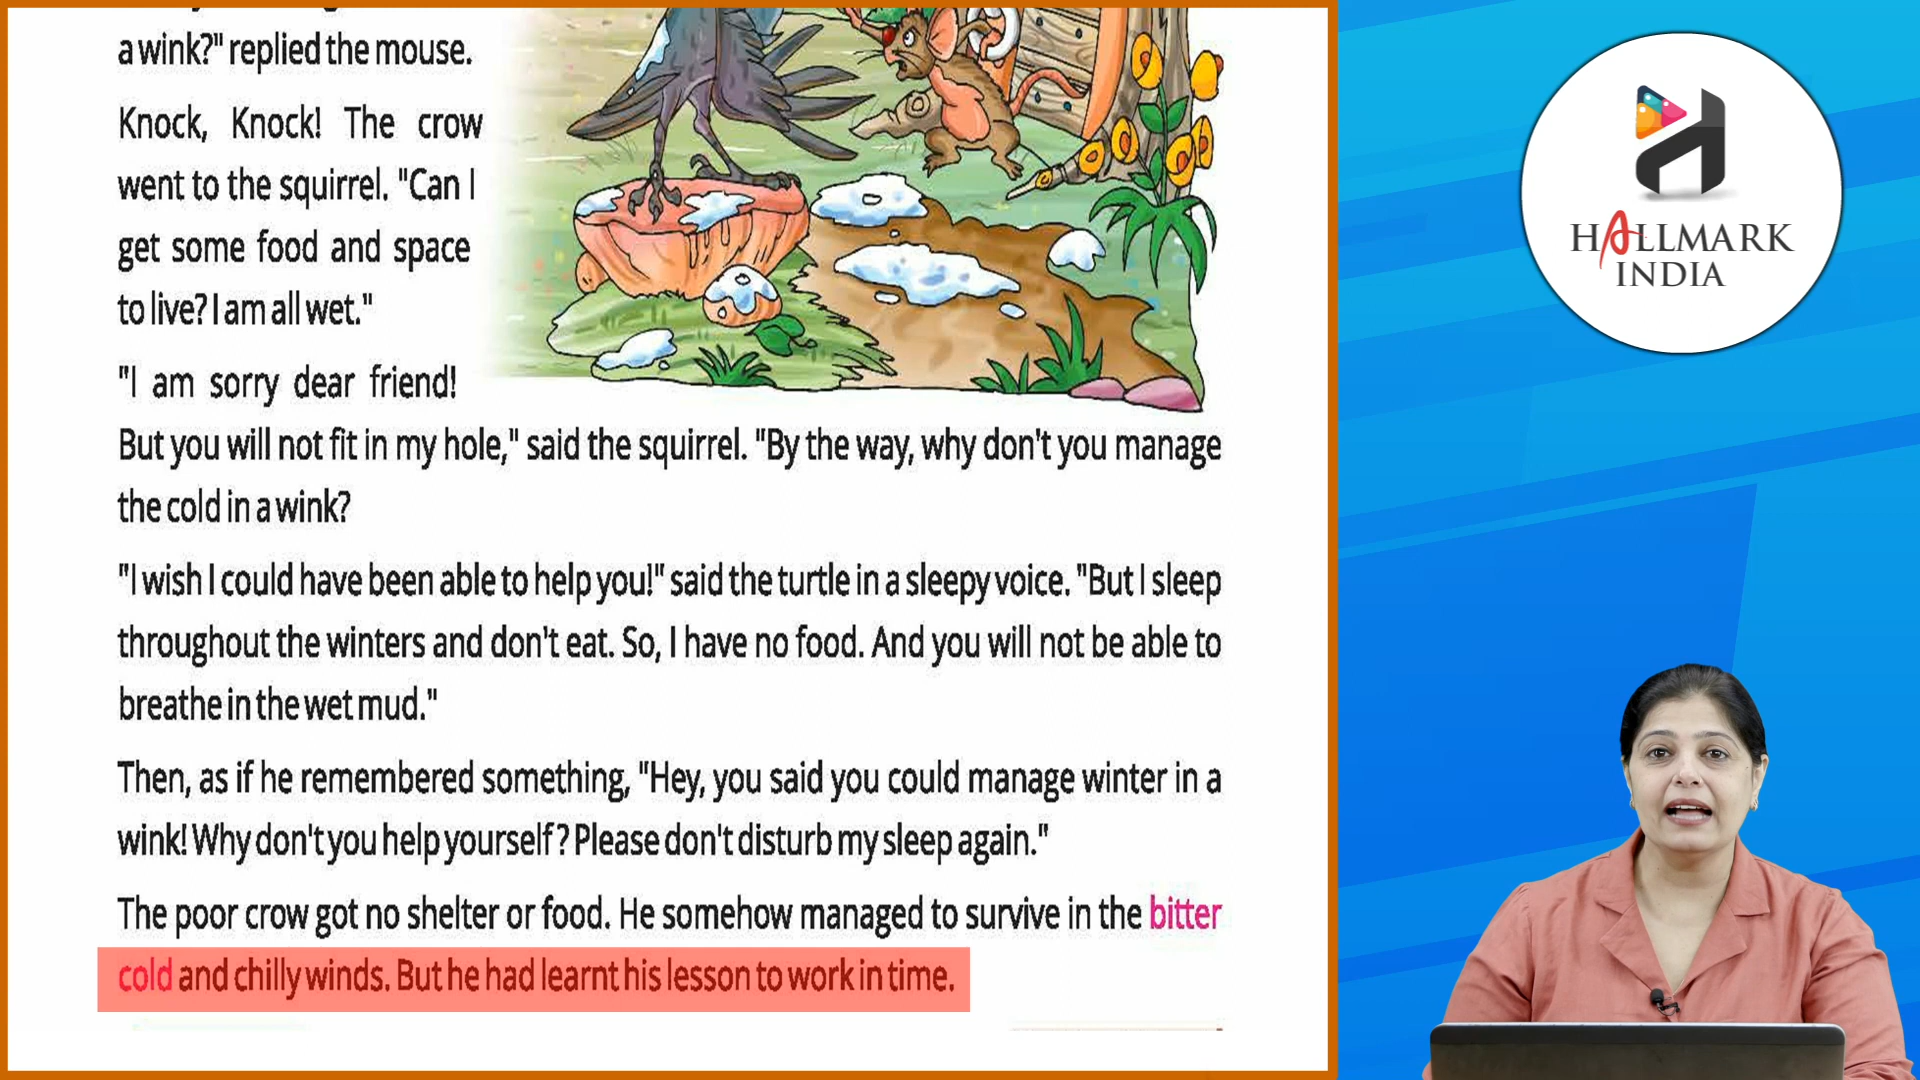 a wink?" replied the mouse.
Knock, Knock! The crow
went to the squirrel. "Can I
get some food and space
to live? I am all wet."
"I am sorry dear friend!
But you will not fit in my hole," said the squirrel. "By the way, why don't you manage
the cold in a wink?
"I wish I could have been able to help you!" said the turtle in a sleepy voice. "But I sleep
throughout the winters and don't eat. So, I have no food. And you will not be able to
breathe in the wet mud."
Then, as if he remembered something, "Hey, you said you could manage winter in a
wink! Why don't you help yourself? Please don't disturb my sleep again."
The poor crow got no shelter or food. He somehow managed to survive in the bitter
cold and chilly winds. But he had learnt his lesson to work in time.
HALLMARK
INDIA